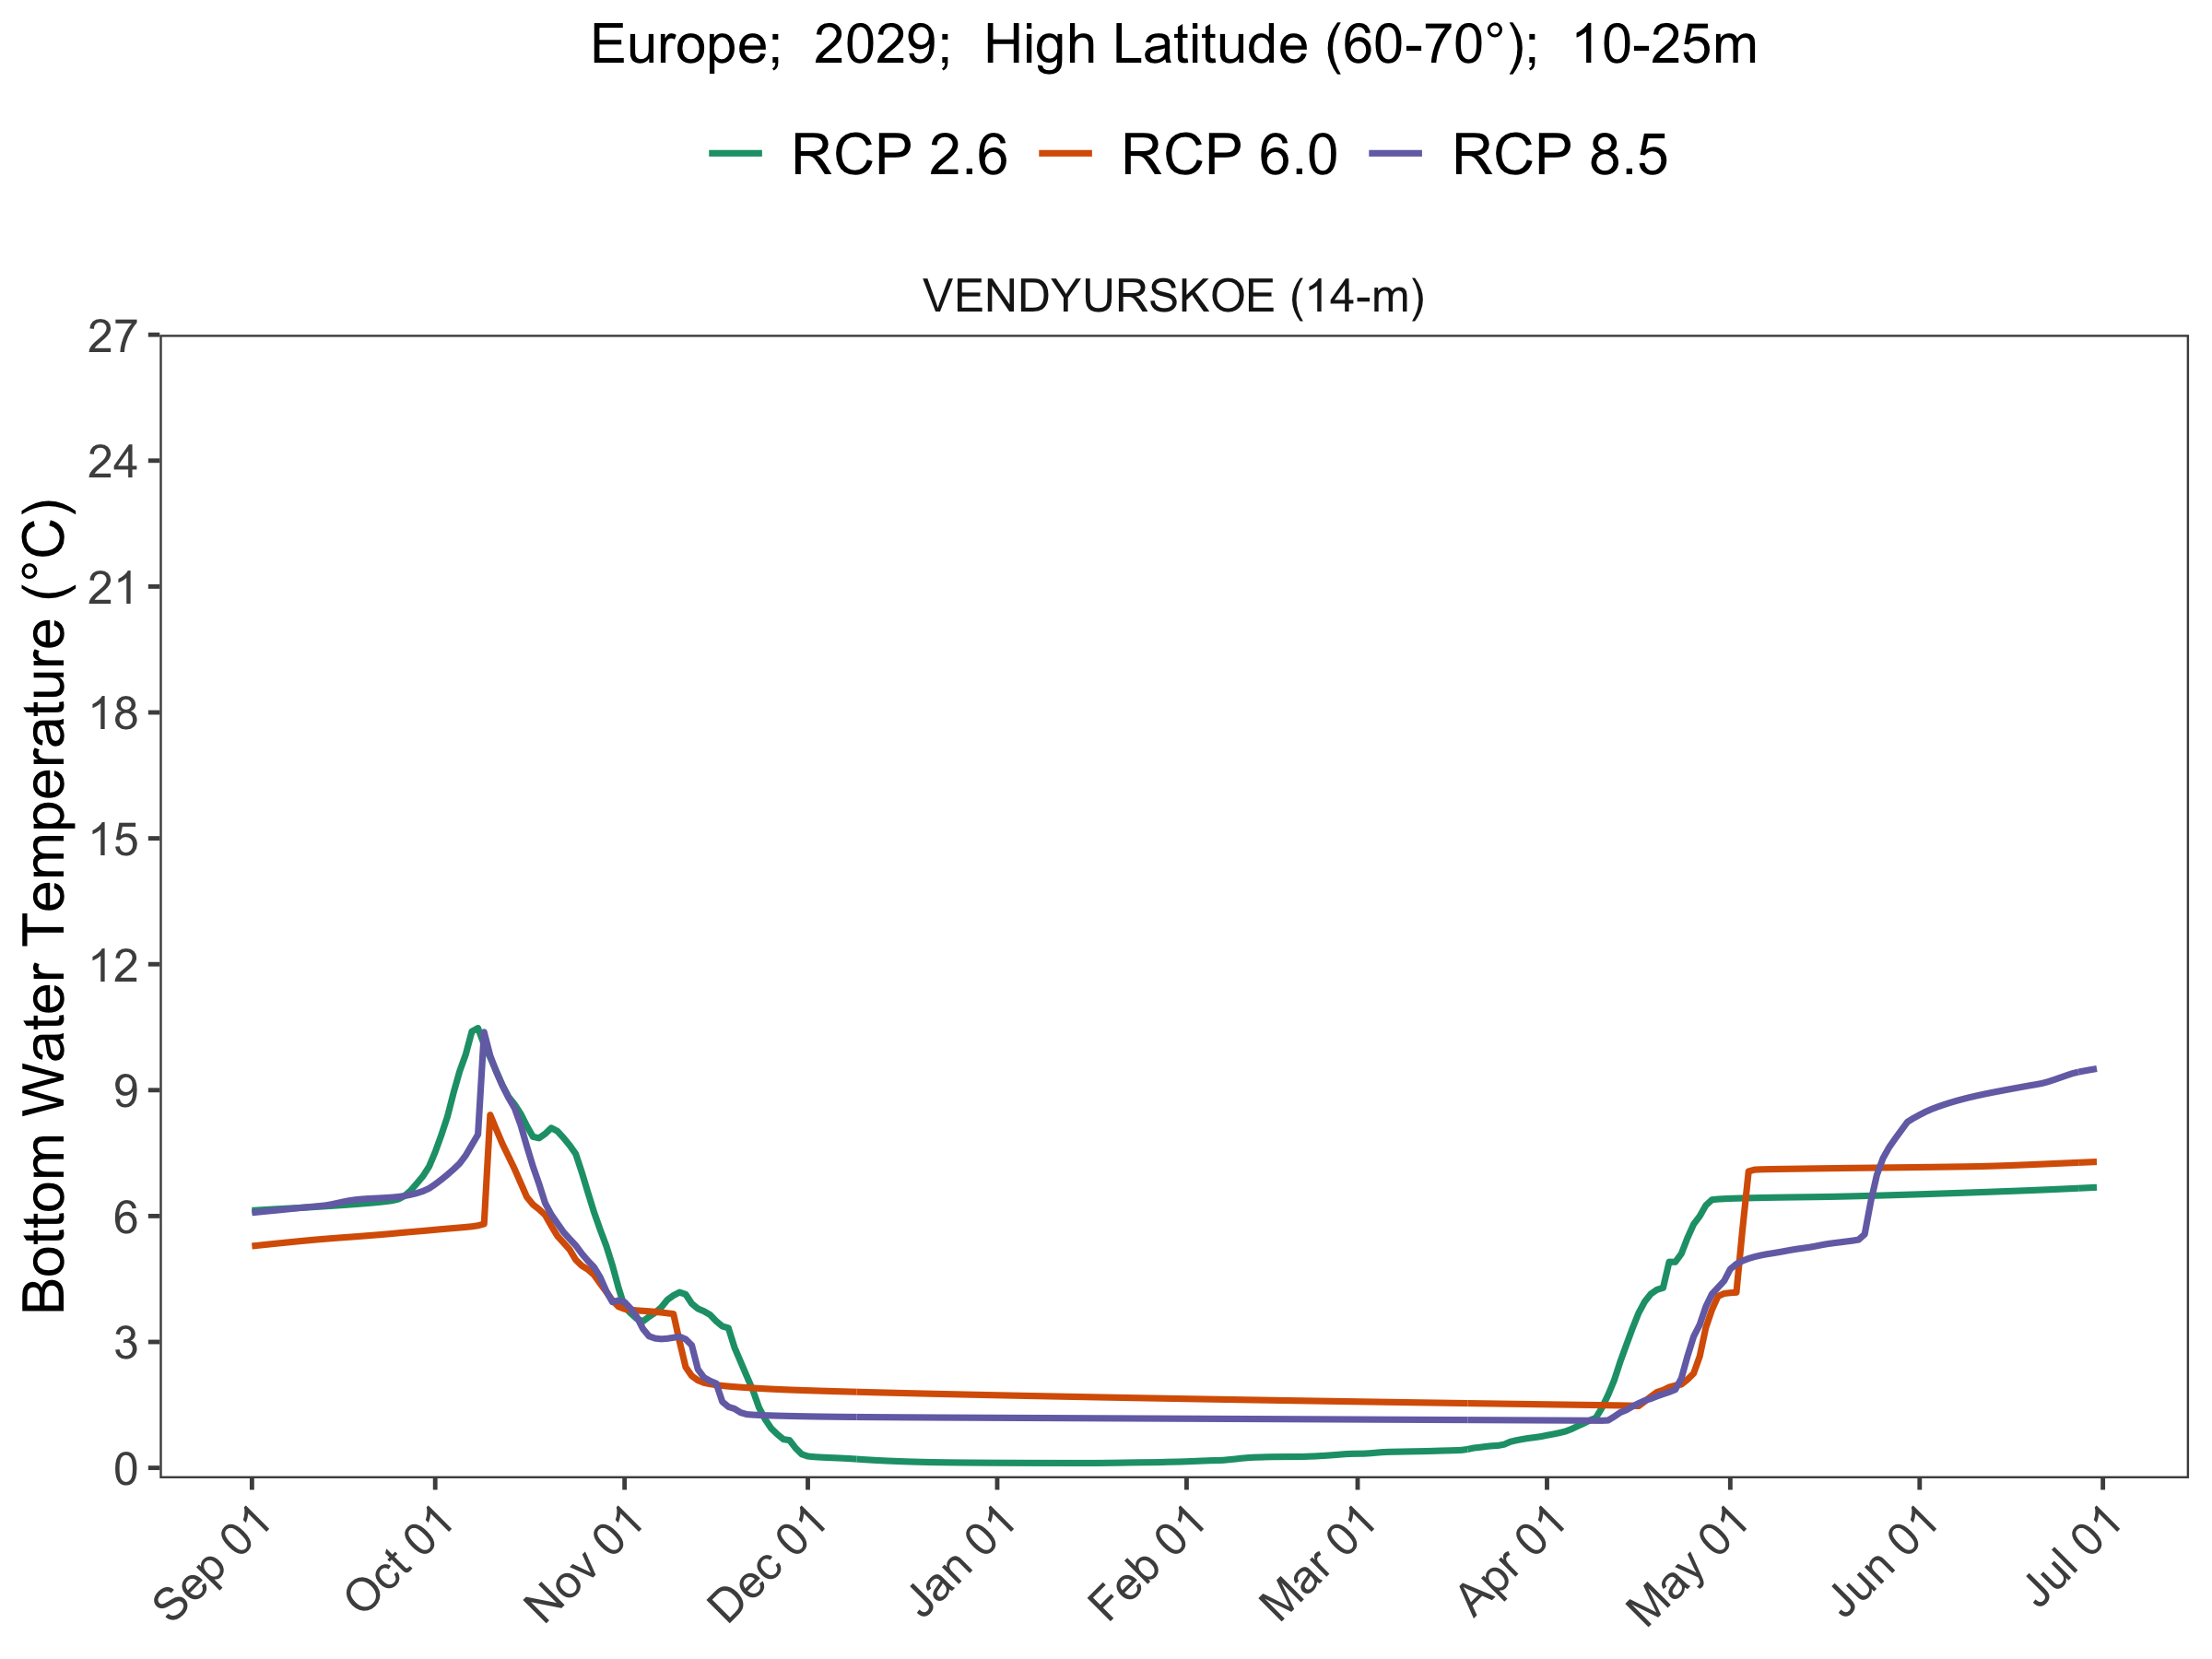 Europe;  2029;  High Latitude (60-70°);  10-25m
RCP 2.6 RCP 6.0 RCP 8.5
VENDYURSKOE (14-m)
Bottom Water Temperature (°C)
27
24
21
18
15
12
9
6
3
0
Sep 01 Oct 01 Nov 01 Dec 01 Jan 01 Feb 01 Mar 01 Apr 01 May 01 Jun 01 Jul 01